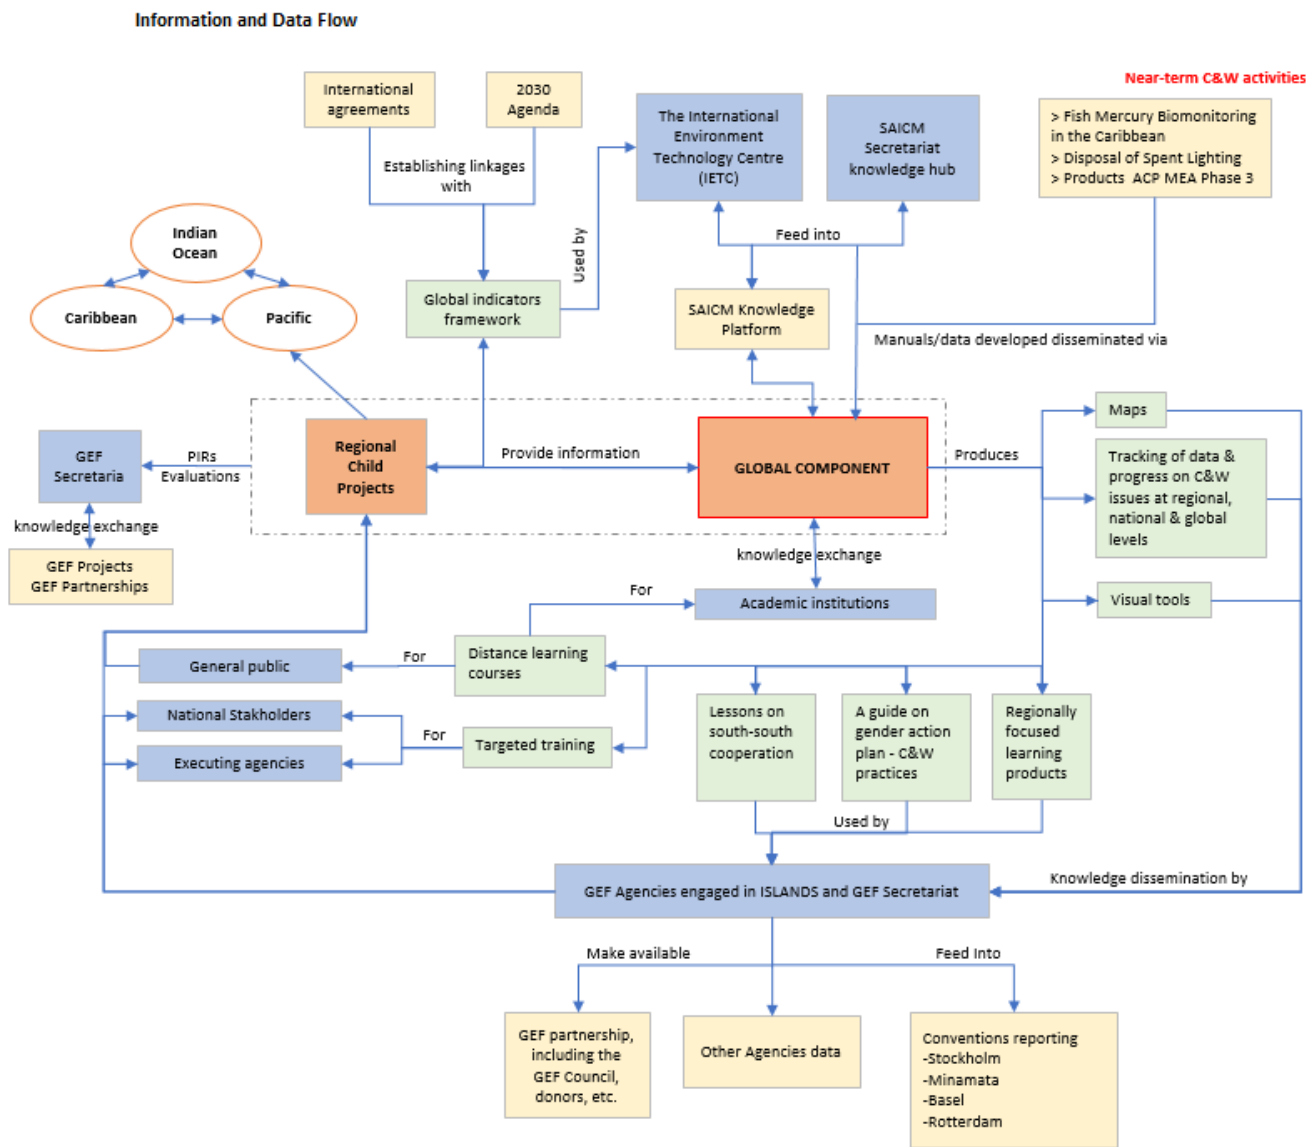 Information and Data Flow
Near-term C&W activities
International
agreements
2030
Agenda
The International
Environment
Technology Centre
(IETC)
SAICM
Secretariat
knowledge hub
> Fish Mercury Biomonitoring
in the Caribbean
> Disposal of Spent Lighting
> Products  ACP MEA Phase 3
Establishing linkages
with
Used by
Feed into
Indian
Ocean
Caribbean
Pacific
Global indicators
framework
SAICM Knowledge
Platform
Manuals/data developed disseminated via
GEF
Secretaria
PIRs
Evaluations
Regional
Child
Projects
Provide information
GLOBAL COMPONENT
Produces
Maps
Tracking of data &
progress on C&W
issues at regional,
national & global
levels
knowledge exchange
GEF Projects
GEF Partnerships
knowledge exchange
For
Academic institutions
Visual tools
General public
For
Distance learning
courses
National Stakholders
For
Targeted training
Executing agencies
Lessons on
south-south
cooperation
A guide on
gender action
plan - C&W
practices
Regionally
focused
learning
products
Used by
GEF Agencies engaged in ISLANDS and GEF Secretariat
Knowledge dissemination by
Make available
Feed Into
GEF partnership,
including the
GEF Council,
donors, etc.
Other Agencies data
Conventions reporting
-Stockholm
-Minamata
-Basel
-Rotterdam